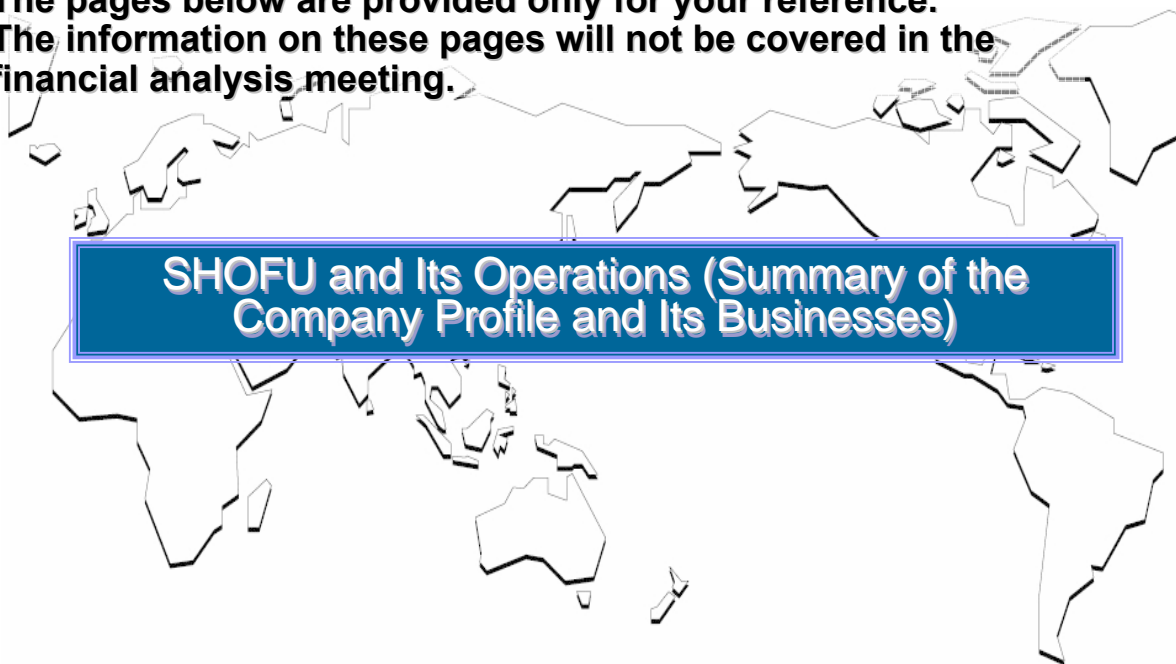 The pages below are provided only for your reference.
The information on these pages will not be covered in the
financial analysis meeting.
SHOFU and Its Operations (Summary of the
Company Profile and Its Businesses)